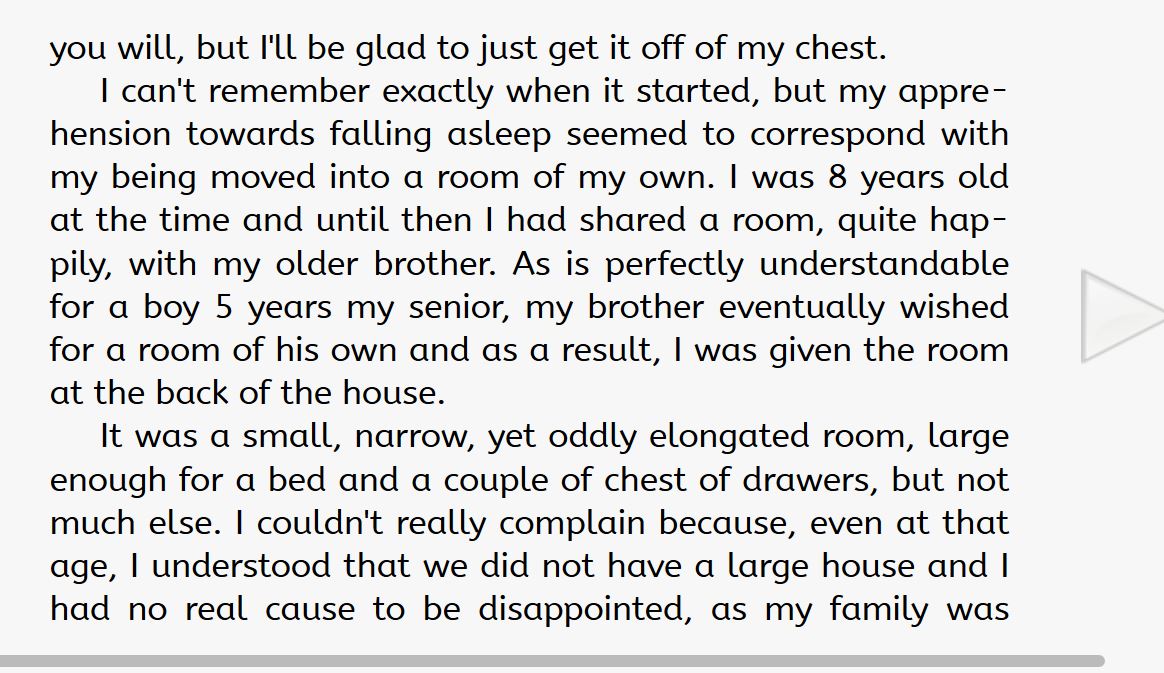 you will, but I'll be glad to just get it off of my chest.
I can't remember exactly when it started, but my appre-
hension towards falling asleep seemed to correspond with
my being moved into a room of my own. I was 8 years old
at the time and until then I had shared a room, quite hap-
pily, with my older brother. As is perfectly understandable
for a boy 5 years my senior, my brother eventually wished
for a room of his own and as a result, I was given the room
at the back of the house.
It was a small, narrow, yet oddly elongated room, large
enough for a bed and a couple of chest of drawers, but not
much else. I couldn't really complain because, even at that
age, I understood that we did not have a large house and I
had no real cause to be disappointed, as my family was